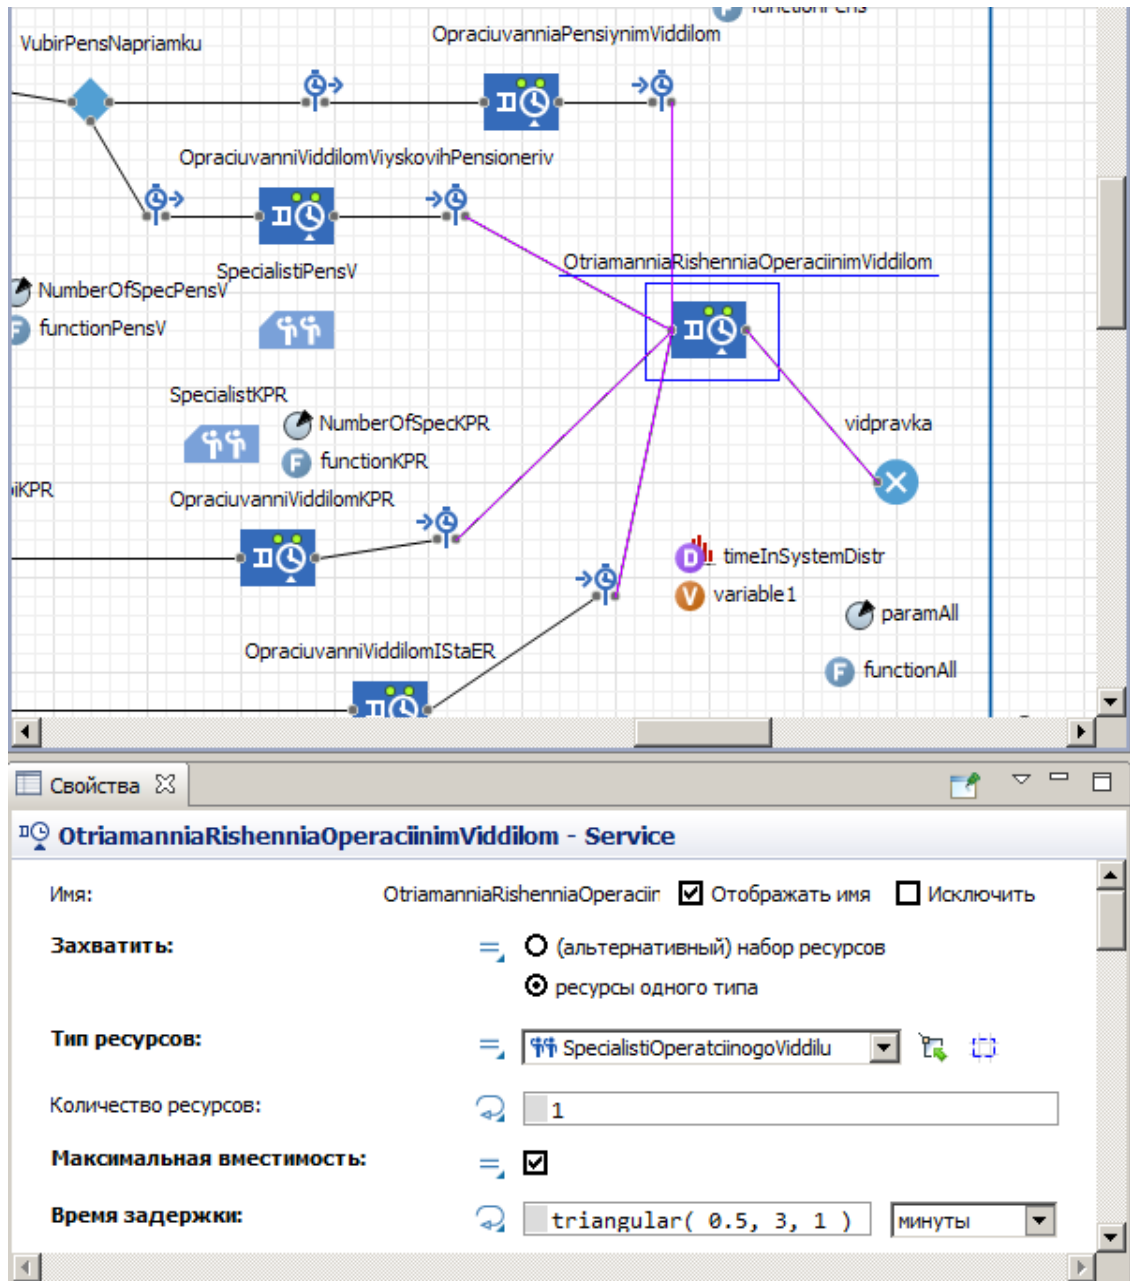 functionPens
VubirPensNapriamku
OpraciuvanniaPensiynimViddilom
OpraciuvanniViddilomViyskovihPensioneriv
SpecialistiPensV
OtriamanniaRishenniaOperaciinimViddilom
NumberOfSpecPensV
functionPensV
SpecialistKPR
NumberOfSpecKPR
functionKPR
vidpravka
iKPR
OpraciuvanniViddilomKPR
timeInSystemDistr
variable1
paramAll
OpraciuvanniViddilomIStaER
functionAll
Свойства
OtriamanniaRishenniaOperaciinimViddilom - Service
Имя: OtriamanniaRishenniaOperaciin Отображать имя Исключить
Захватить: (альтернативный) набор ресурсов
ресурсы одного типа
Тип ресурсов: SpecialistiOperatciinogoViddilu
Количество ресурсов: 1
Максимальная вместимость:
Время задержки: triangular( 0.5, 3, 1 ) минуты